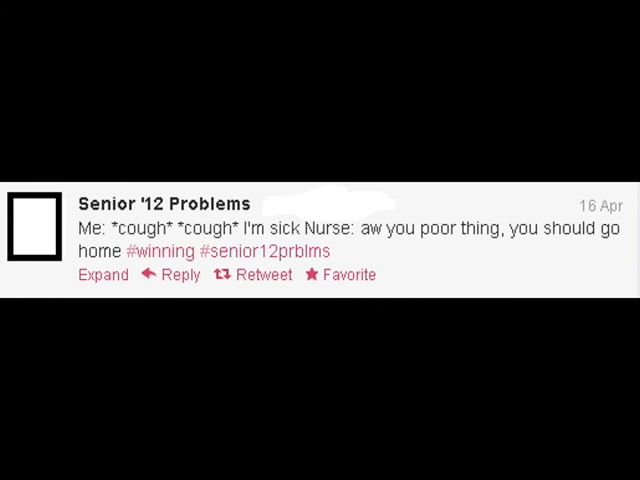 Senior '12 Problems
16 Apr
Me: *cough* *cough* I'm sick Nurse: aw you poor thing, you should go
home #winning #senior12prblms
Expand Reply Retweet Favorite